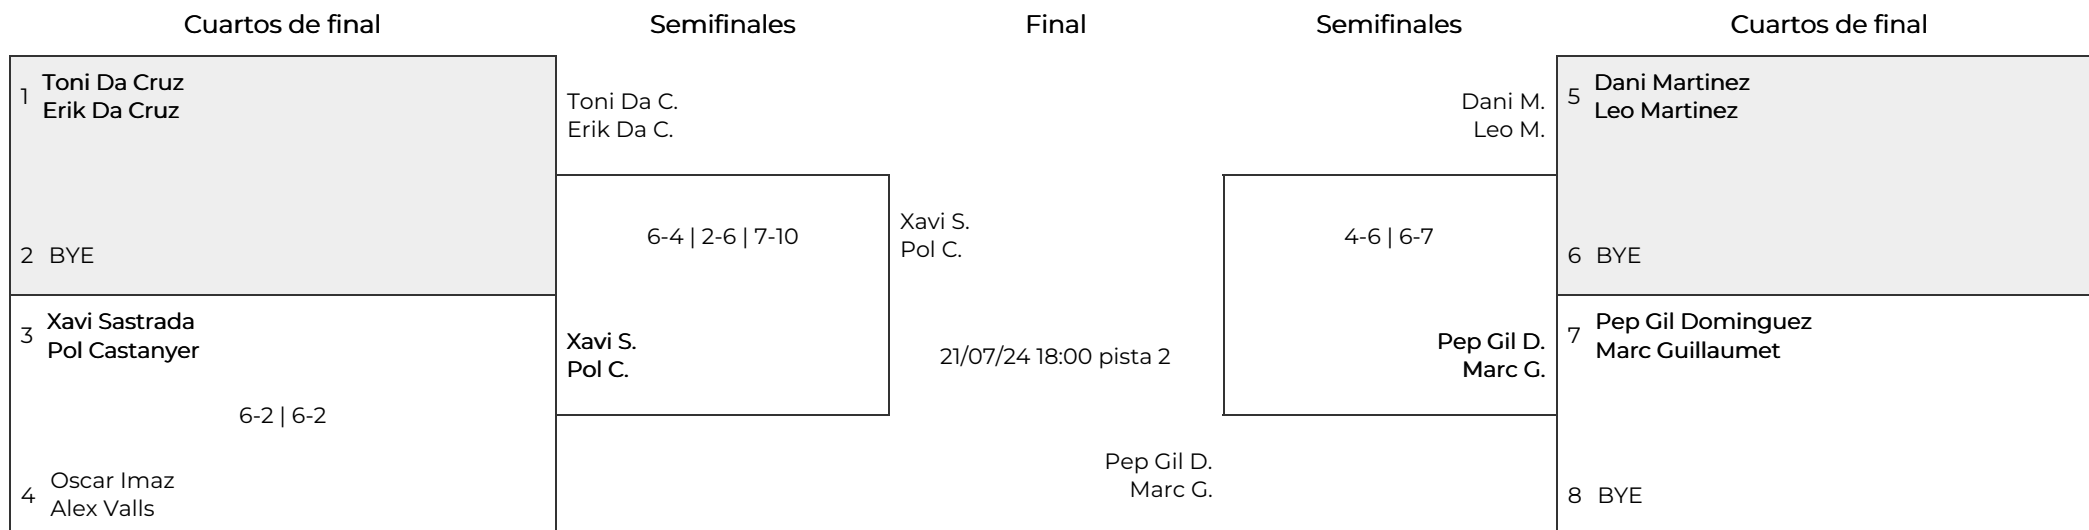 Cuartos de final
Semifinales
Final
Semifinales
Cuartos de final
1
Toni Da Cruz
Erik Da Cruz
2 BYE
3
Xavi Sastrada
Pol Castanyer
6-2 | 6-2
4
Oscar Imaz
Alex Valls
Toni Da C.
Erik Da C.
6-4 | 2-6 | 7-10
Xavi S.
Pol C.
Xavi S.
Pol C.
21/07/24 18:00 pista 2
Pep Gil D.
Marc G.
Dani M.
Leo M.
4-6 | 6-7
Pep Gil D.
Marc G.
5
Dani Martinez
Leo Martinez
6 BYE
7
Pep Gil Dominguez
Marc Guillaumet
8 BYE